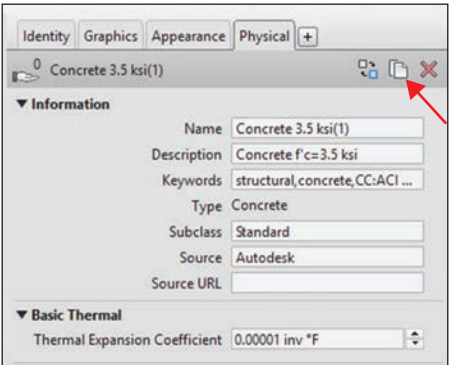 Identity Graphics Appearance Physical +
0 Concrete 3.5 ksi(1)
▼ Information
Name Concrete 3.5 ksi(1)
Description Concrete f'c=3.5 ksi
Keywords structural,concrete,CC:ACI ...
Type Concrete
Subclass Standard
Source Autodesk
Source URL
▼ Basic Thermal
Thermal Expansion Coefficient 0.00001 inv °F